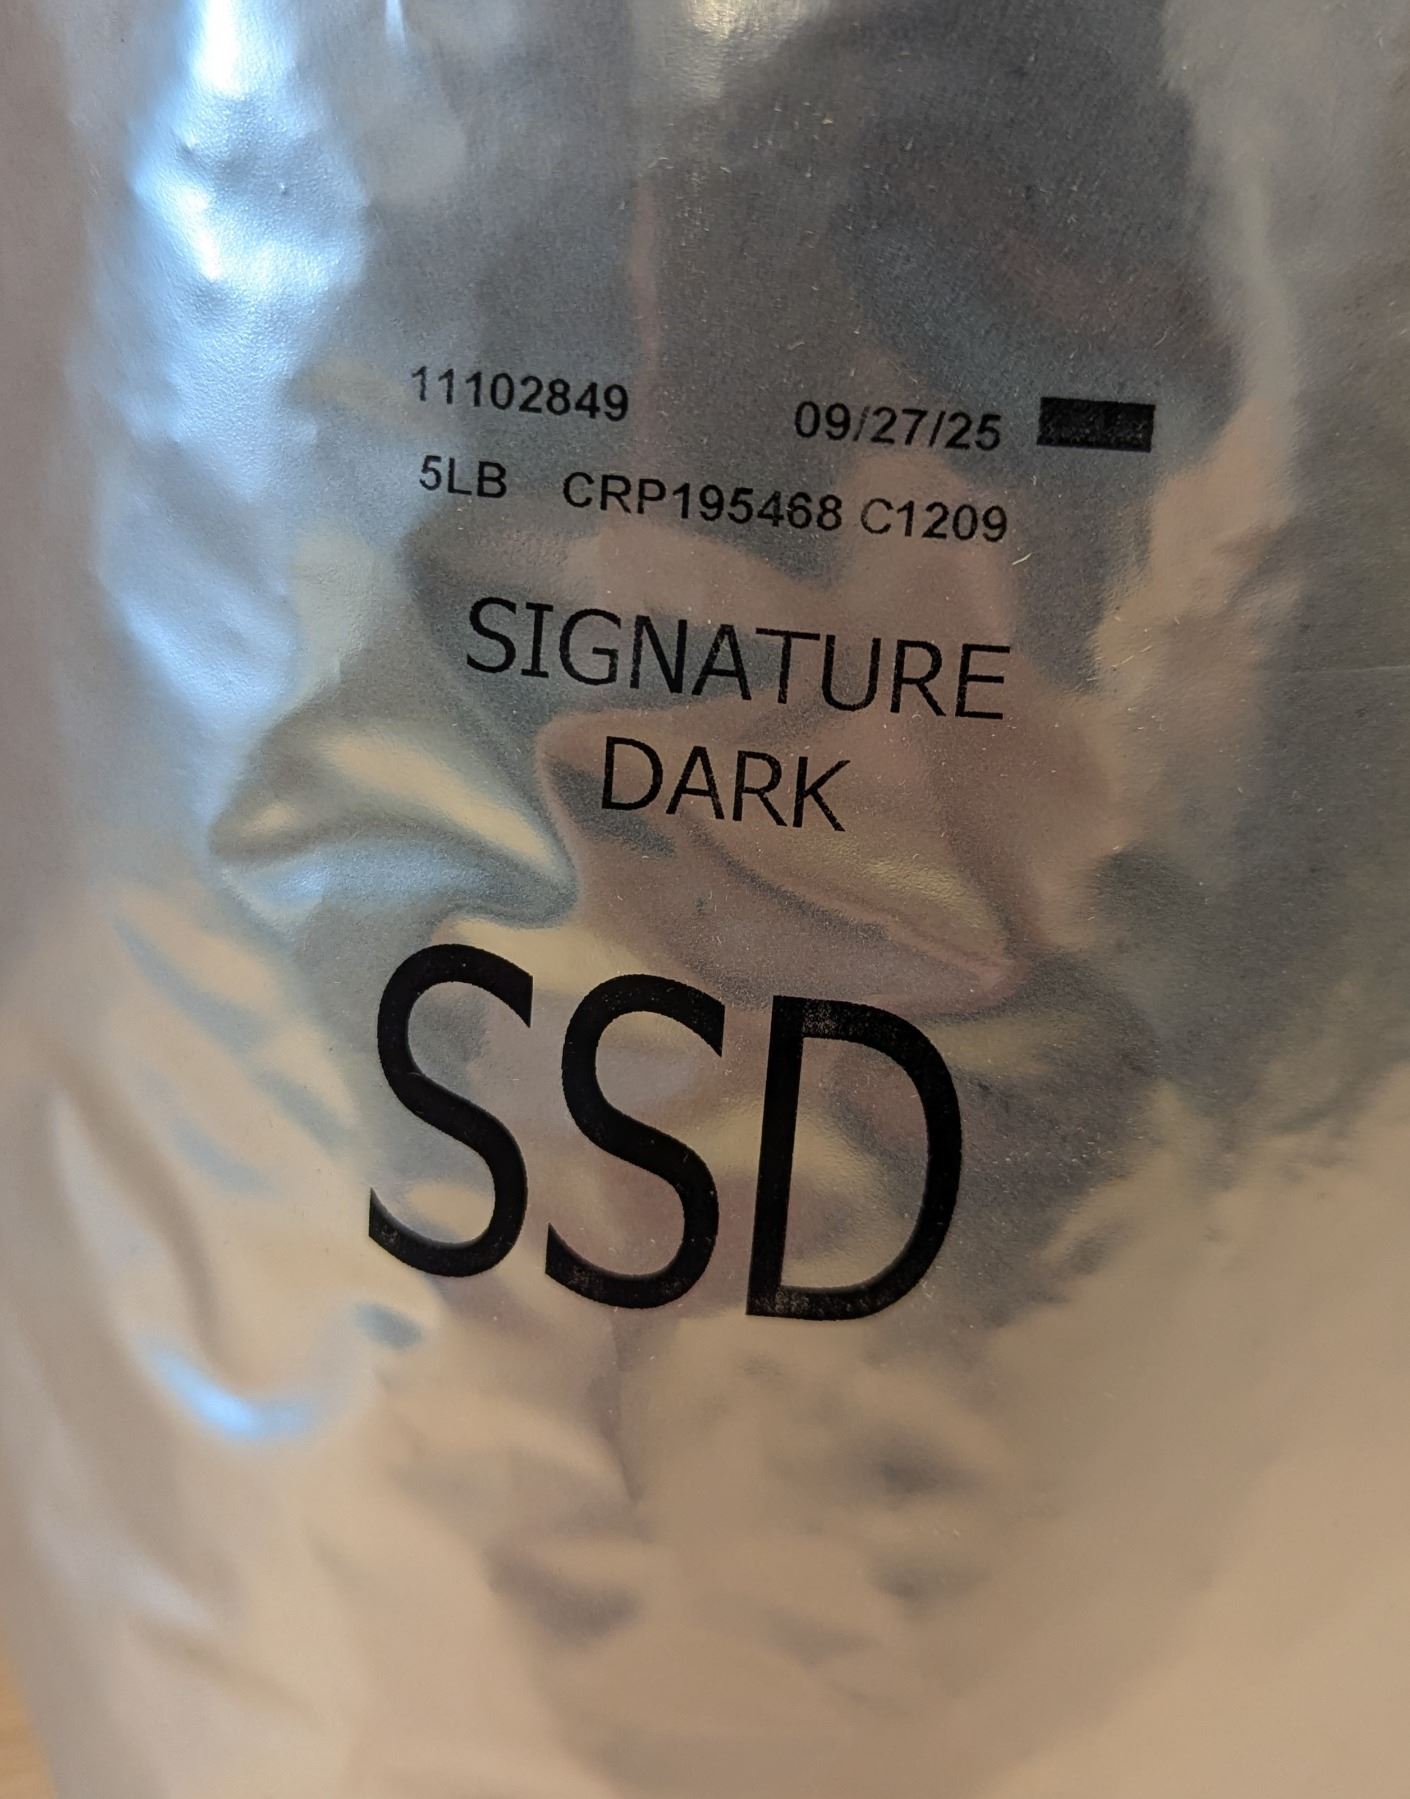 11102849 09/27/25
5LB CRP195468 C1209
SIGNATURE
DARK
SSD